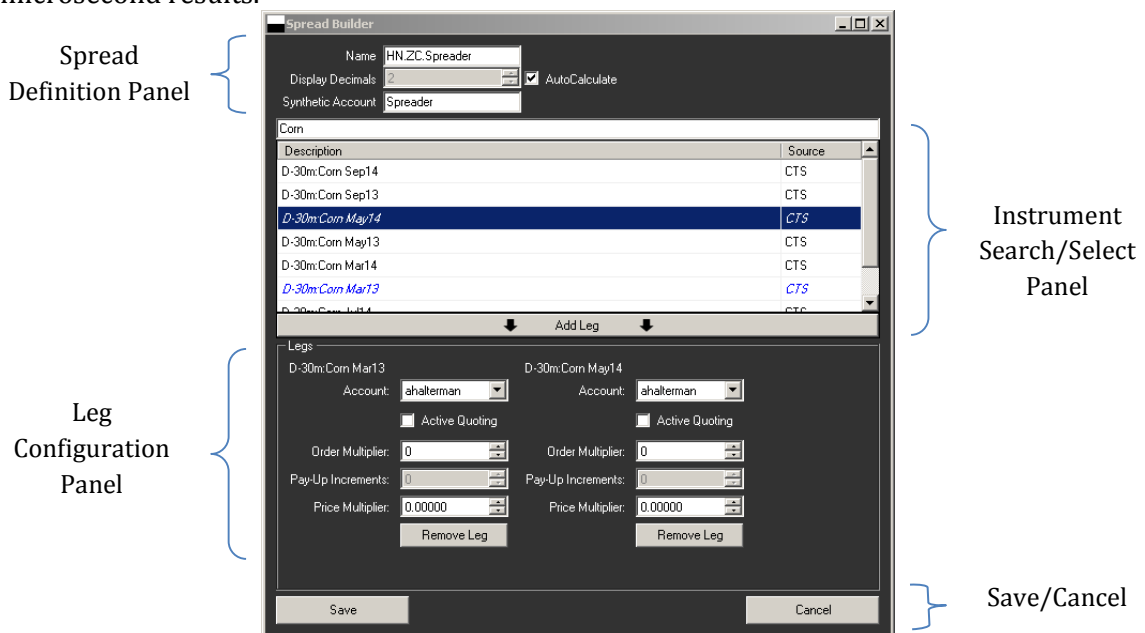 microsecond results.
Spread Builder
Spread
Definition Panel
Name HN.ZC.Spreader
Display Decimals 2 AutoCalculate
Synthetic Account Spreader
Corn
Description Source
D-30m:Corn Sep14 CTS
D-30m:Corn Sep13 CTS
D-30m:Corn May14 CTS
D-30m:Corn May13 CTS
D-30m:Corn Mar14 CTS
D-30m:Corn Mar13 CTS
D-30m:Corn Jul14 CTS
Add Leg
Instrument
Search/Select
Panel
Legs
D-30m:Corn Mar13 D-30m:Corn May14
Account: ahalterman Account: ahalterman
Active Quoting Active Quoting
Order Multiplier: 0 Order Multiplier: 0
Pay-Up Increments: 0 Pay-Up Increments: 0
Price Multiplier: 0.00000 Price Multiplier: 0.00000
Remove Leg Remove Leg
Leg
Configuration
Panel
Save Cancel
Save/Cancel